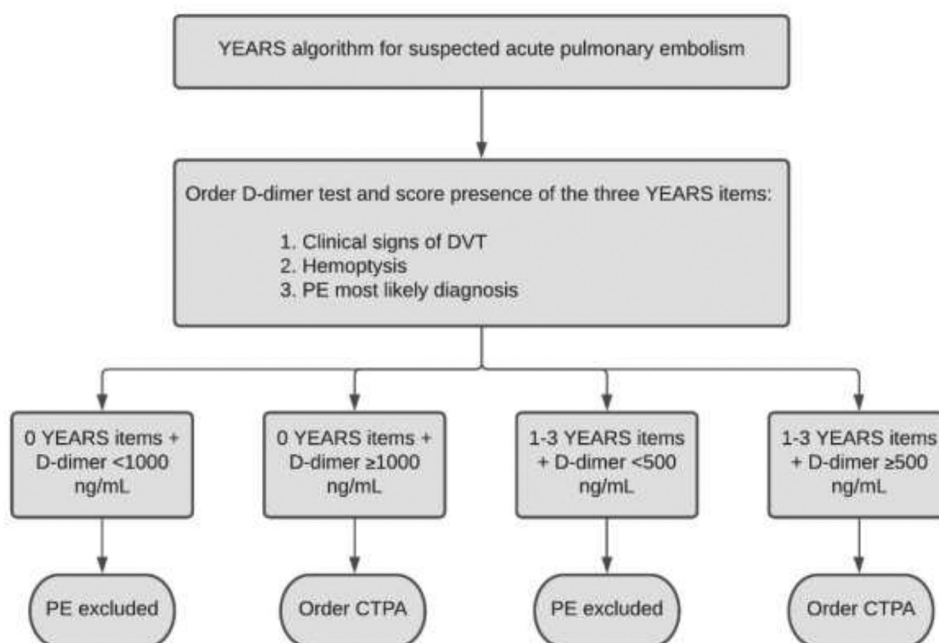 YEARS algorithm for suspected acute pulmonary embolism
Order D-dimer test and score presence of the three YEARS items:
1. Clinical signs of DVT
2. Hemoptysis
3. PE most likely diagnosis
0 YEARS items +
D-dimer <1000
ng/mL
0 YEARS items +
D-dimer ≥1000
ng/mL
1-3 YEARS items
+ D-dimer <500
ng/mL
1-3 YEARS items
+ D-dimer ≥500
ng/mL
PE excluded
Order CTPA
PE excluded
Order CTPA